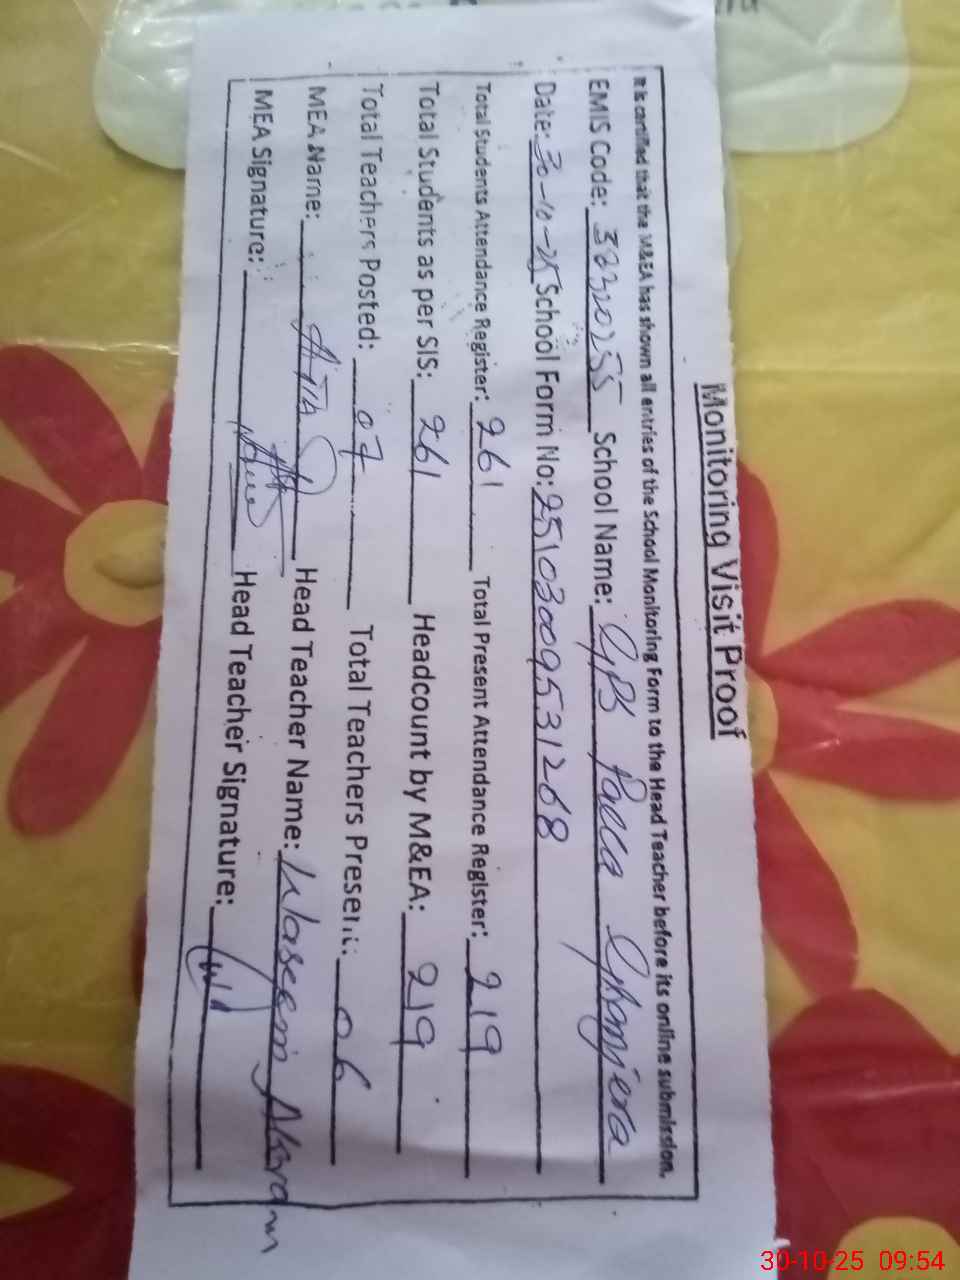 Monitoring Visit Proof
It is certified that the M&EA has shown all entries of the School Monitoring Form to the Head Teacher before its online submission.
EMIS Code: 38320255 School Name: GPS Pacca Ghanjera
Date: 30-10-25 School Form No: 25103009531268
Total Students Attendance Register: 261 Total Present Attendance Register: 219
Total Students as per SIS: 261 Headcount by M&EA: 219
Total Teachers Posted: 07 Total Teachers Present: 06
MEA Name: Head Teacher Name: Waseem Akram
MEA Signature: Head Teacher Signature:
30-10-25 09:54